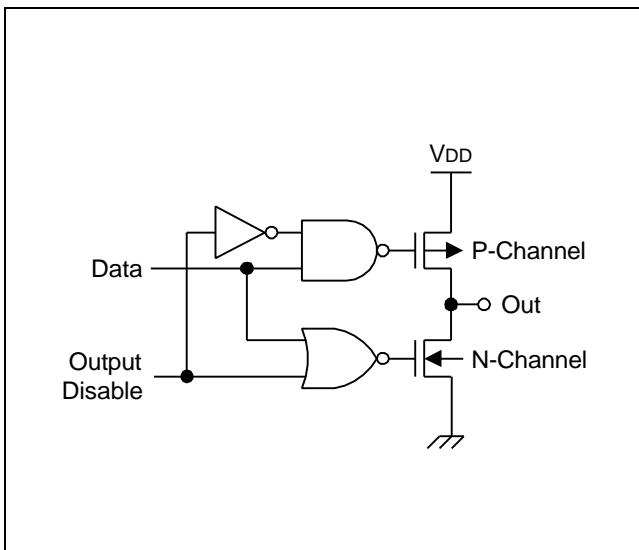 VDD
P-Channel
Data
Out
Output
Disable
N-Channel